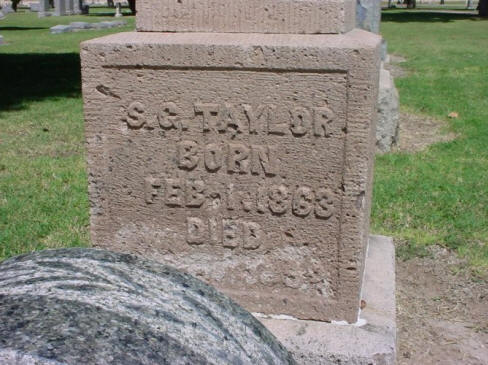 S.G. TAYLOR
BORN.
FEB. 1. 1863
DIED